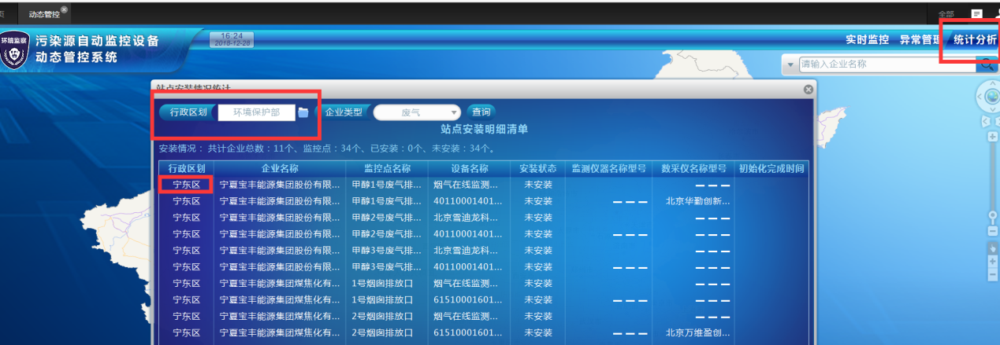 页 动态管控 全部
环境监察 污染源自动监控设备 16:24 实时监控 异常管理 统计分析
动态管控系统 2018-12-28
请输入企业名称
站点安装情况统计
行政区划 环境保护部 企业类型 废气 查询
站点安装明细清单
安装情况：共计企业总数：11个、监控点：34个、已安装：0个、未安装：34个。
行政区划 企业名称 监控点名称 设备名称 安装状态 监测仪器名称型号 数采仪名称型号 初始化完成时间
宁东区 宁夏宝丰能源集团股份有限... 甲醇1号废气排... 烟气在线监测... 未安装 ———
宁东区 宁夏宝丰能源集团股份有限... 甲醇1号废气排... 40110001401... 未安装 ——— 北京华勤创新...
宁东区 宁夏宝丰能源集团股份有限... 甲醇2号废气排... 北京雪迪龙科... 未安装 ———
宁东区 宁夏宝丰能源集团股份有限... 甲醇2号废气排... 40110001401... 未安装 ——— ———
宁东区 宁夏宝丰能源集团股份有限... 甲醇3号废气排... 北京雪迪龙科... 未安装 ———
宁东区 宁夏宝丰能源集团股份有限... 甲醇3号废气排... 40110001401... 未安装 ——— ———
宁东区 宁夏宝丰能源集团煤焦化有... 1号烟囱排放口 烟气在线监测... 未安装 ———
宁东区 宁夏宝丰能源集团煤焦化有... 1号烟囱排放口 61510001601... 未安装 ——— ———
宁东区 宁夏宝丰能源集团煤焦化有... 2号烟囱排放口 烟气在线监测... 未安装 ———
宁东区 宁夏宝丰能源集团煤焦化有... 2号烟囱排放口 61510001601... 未安装 ——— 北京万维盈创...